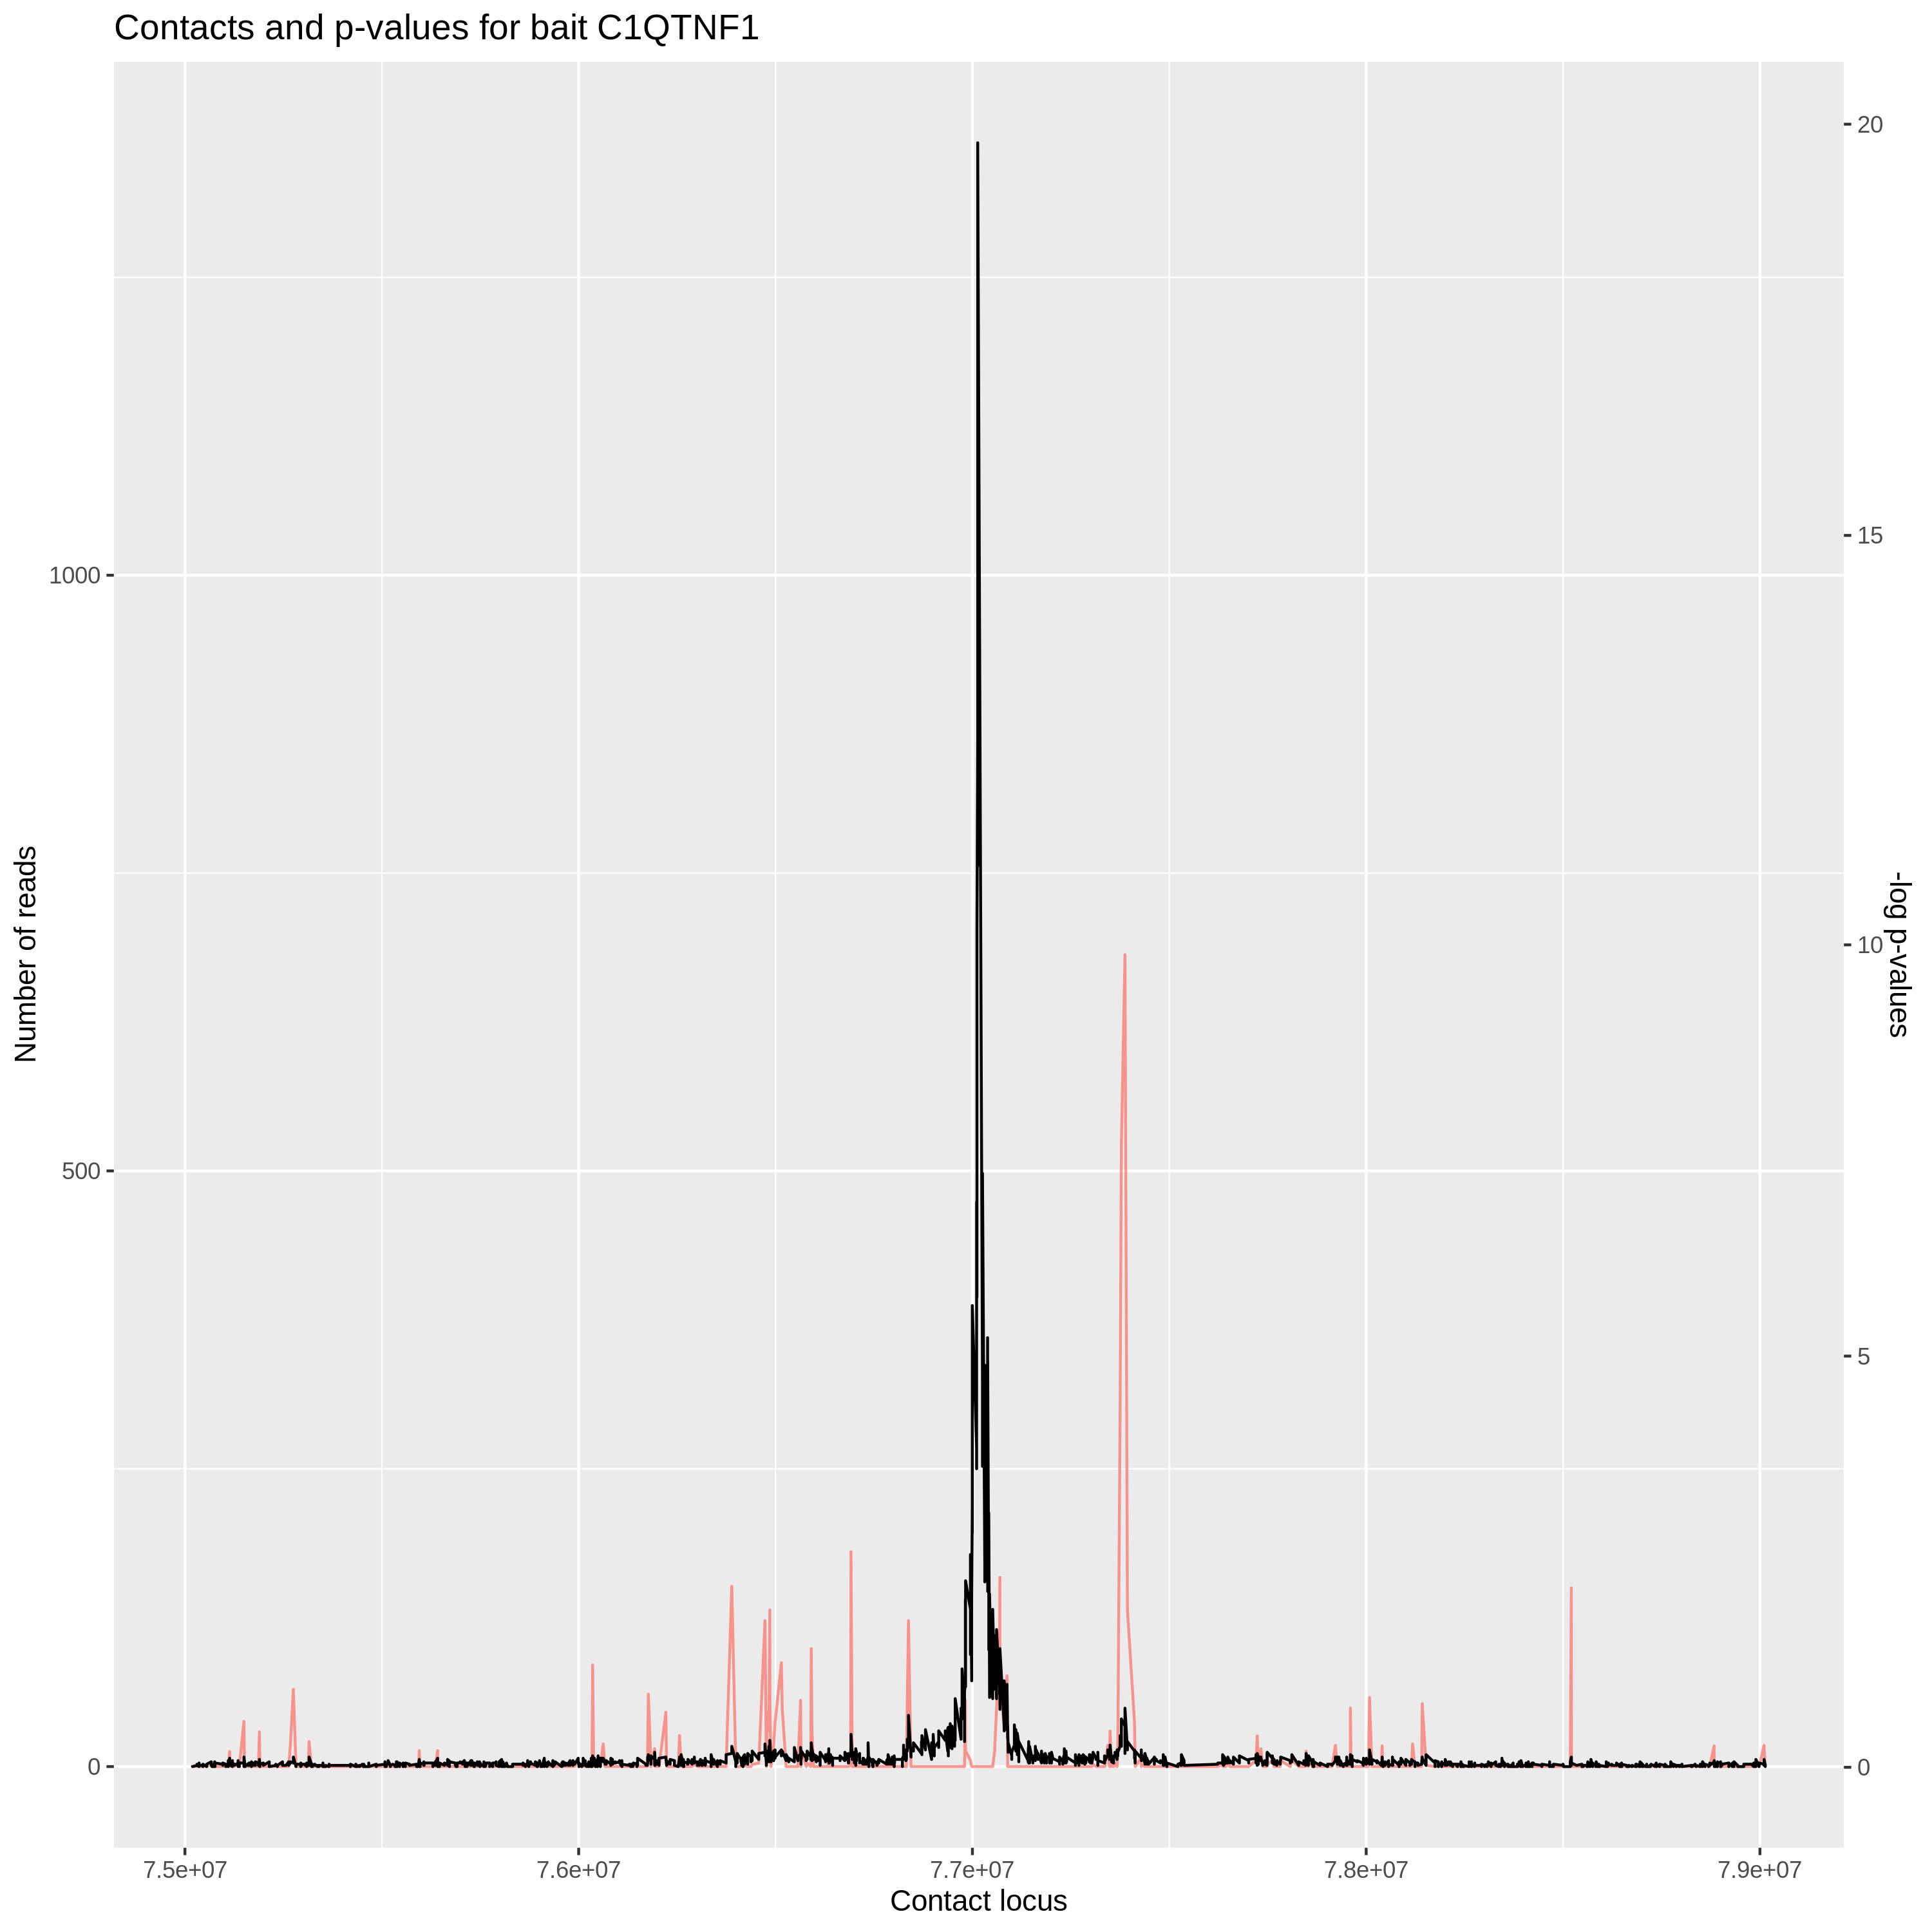 Contacts and p-values for bait C1QTNF1
20
15
1000
10
Number of reads
-log p-values
500
5
0
0
7.5e+07
7.6e+07
7.7e+07
7.8e+07
7.9e+07
Contact locus